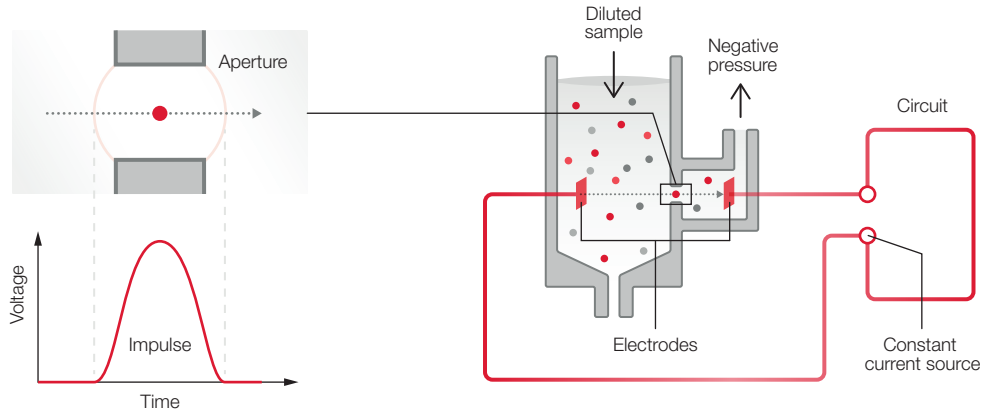 Aperture
Voltage
Impulse
Time
Diluted
sample
Negative
pressure
Circuit
Electrodes
Constant
current source